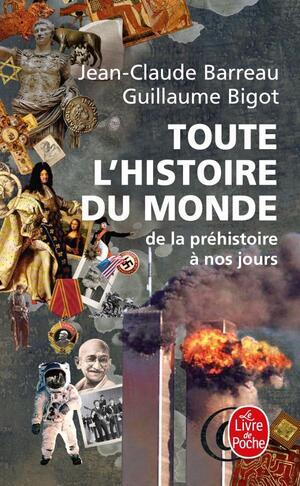 Jean-Claude Barreau
Guillaume Bigot
TOUTE
L'HISTOIRE
DU MONDE
de la préhistoire
à nos jours
Le
Livre
de
Poche